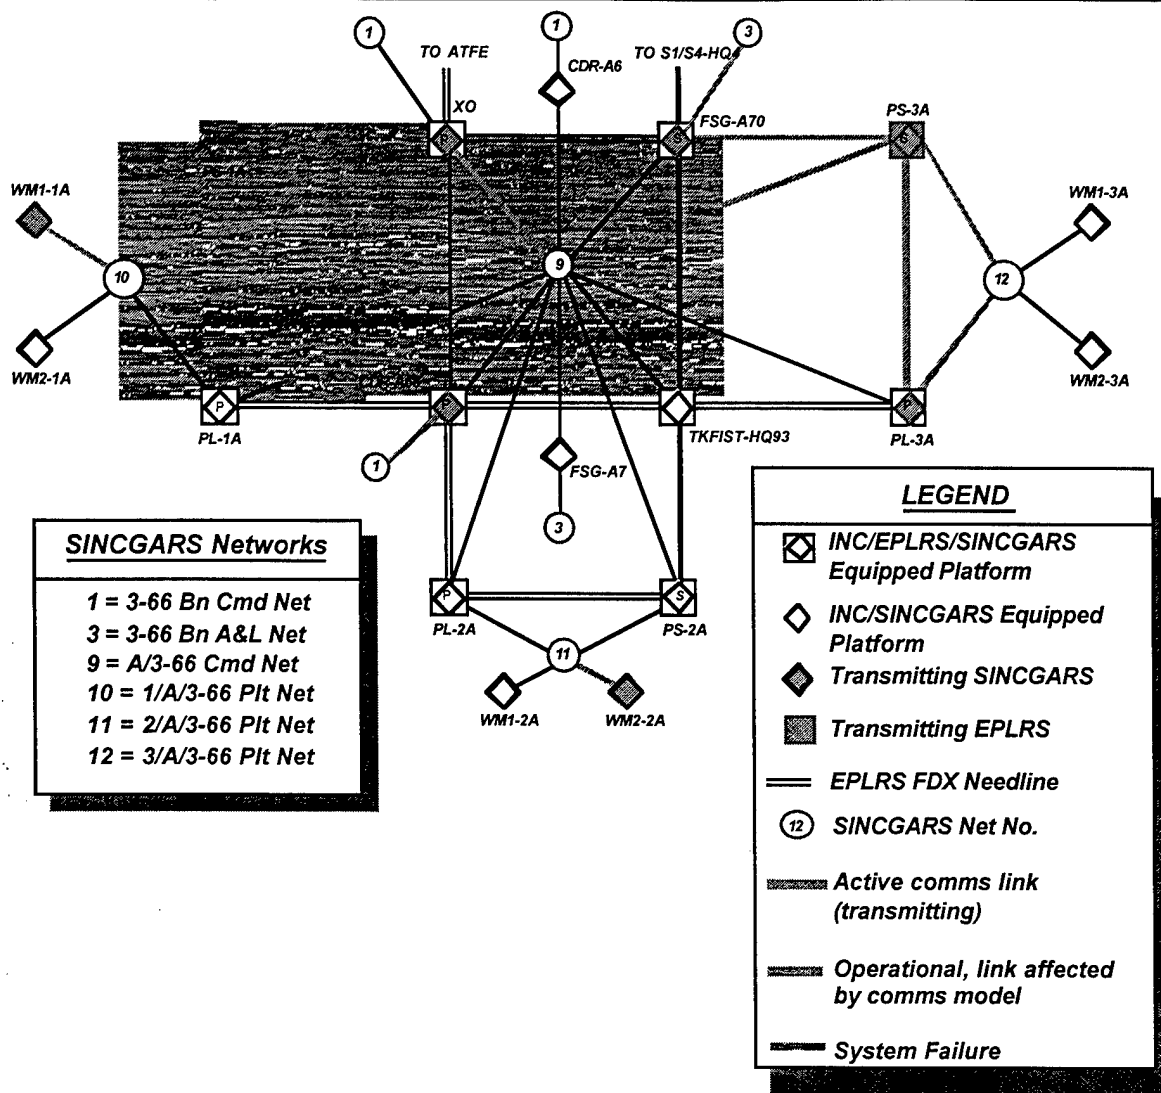 1
1
3
TO ATFE
TO S1/S4-HQ4
CDR-A6
XO
FSG-A70
PS-3A
WM1-1A
WM1-3A
9
10
12
WM2-1A
WM2-3A
P
P
PL-1A
TKFIST-HQ93
PL-3A
1
FSG-A7
3
P
S
PL-2A
PS-2A
11
WM1-2A
WM2-2A
SINCGARS Networks
1 = 3-66 Bn Cmd Net
3 = 3-66 Bn A&L Net
9 = A/3-66 Cmd Net
10 = 1/A/3-66 Plt Net
11 = 2/A/3-66 Plt Net
12 = 3/A/3-66 Plt Net
LEGEND
INC/EPLRS/SINCGARS
Equipped Platform
INC/SINCGARS Equipped
Platform
Transmitting SINCGARS
Transmitting EPLRS
EPLRS FDX Needline
12 SINCGARS Net No.
Active comms link
(transmitting)
Operational, link affected
by comms model
System Failure